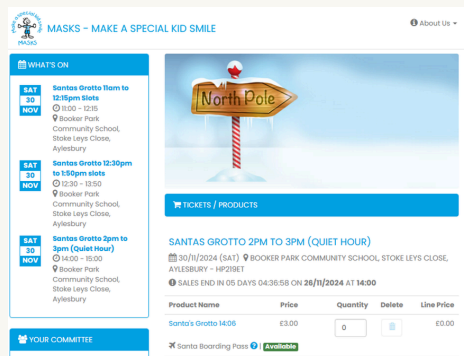 Make a special kid smile
MASKS
MASKS ~ MAKE A SPECIAL KID SMILE
About Us
WHAT'S ON
SAT
30
NOV
Santas Grotto 11am to
12:15pm Slots
11:00 - 12:15
Booker Park
Community School,
Stoke Leys Close,
Aylesbury
SAT
30
NOV
Santas Grotto 12:30pm
to 1:50pm slots
12:30 - 13:50
Booker Park
Community School,
Stoke Leys Close,
Aylesbury
SAT
30
NOV
Santas Grotto 2pm to
3pm (Quiet Hour)
14:00 - 15:00
Booker Park
Community School,
Stoke Leys Close,
Aylesbury
YOUR COMMITTEE
North Pole
TICKETS / PRODUCTS
SANTAS GROTTO 2PM TO 3PM (QUIET HOUR)
30/11/2024 (SAT) BOOKER PARK COMMUNITY SCHOOL, STOKE LEYS CLOSE,
AYLESBURY - HP219ET
SALES END IN 05 DAYS 04:36:58 ON 26/11/2024 AT 14:00
Product Name Price Quantity Delete Line Price
Santa's Grotto 14:06 £3.00 0 £0.00
Santa Boarding Pass ? | Available